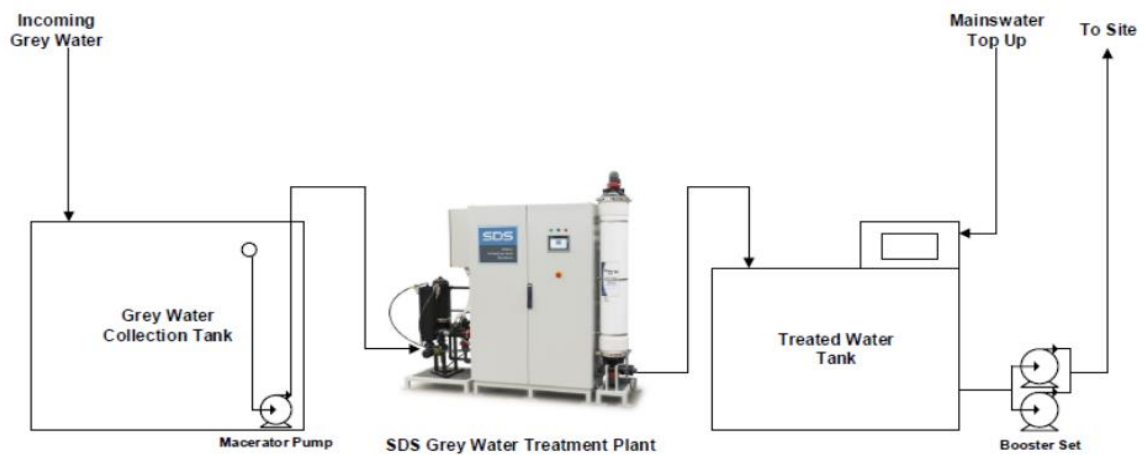 Incoming
Grey Water
Mainswater
Top Up
To Site
SDS
Grey Water
Collection Tank
Treated Water
Tank
Macerator Pump
SDS Grey Water Treatment Plant
Booster Set